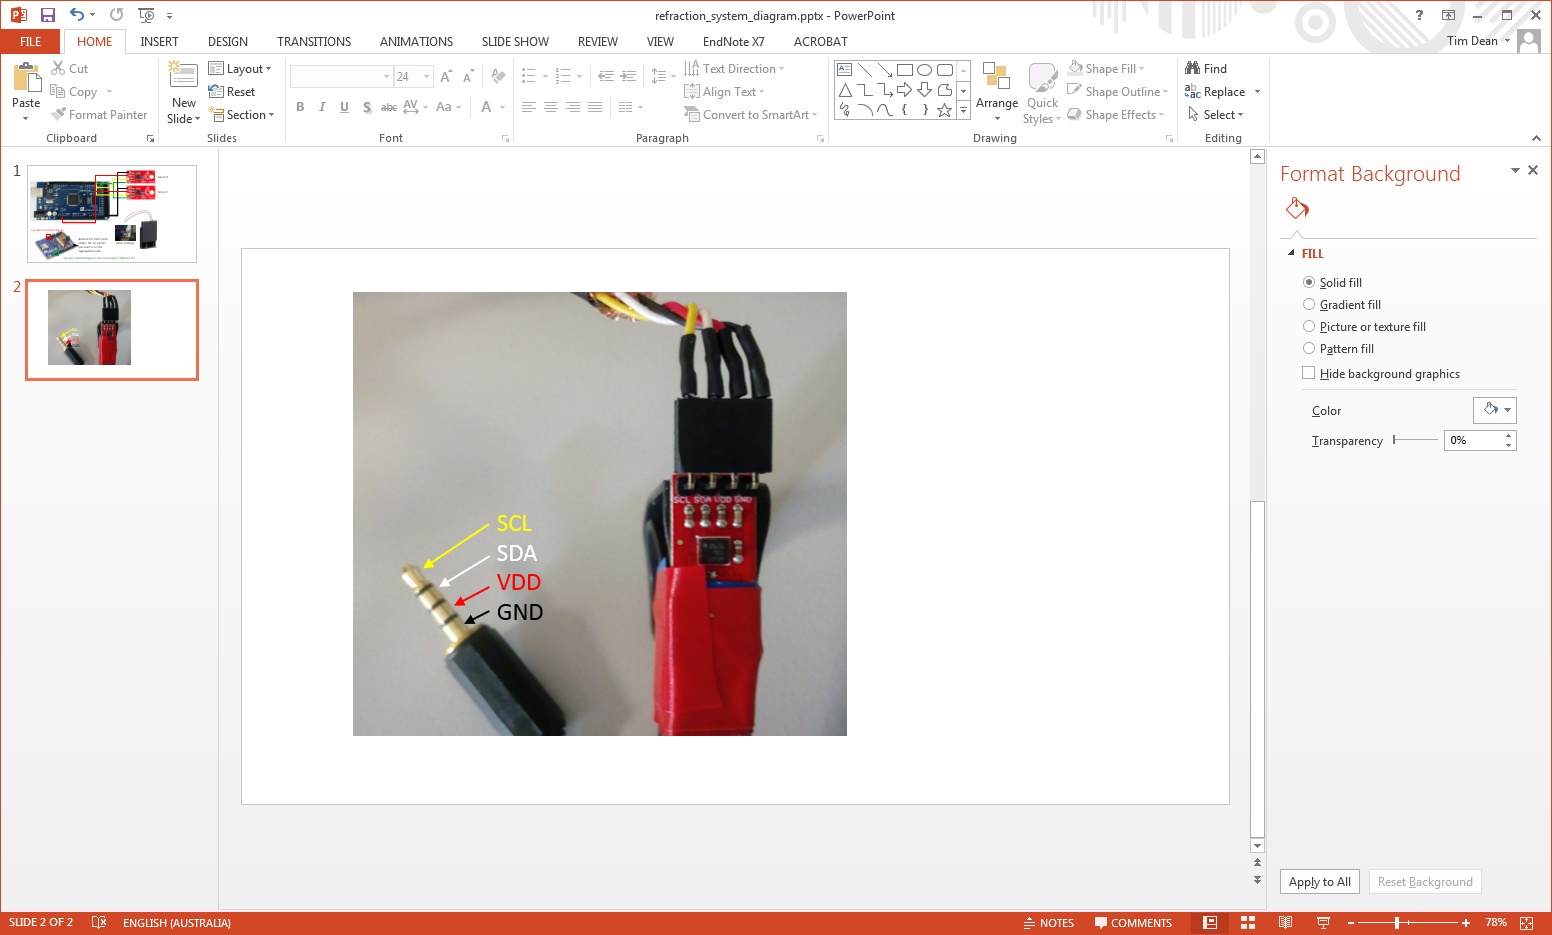 refraction_system_diagram.pptx - PowerPoint
?
FILE
HOME
INSERT
DESIGN
TRANSITIONS
ANIMATIONS
SLIDE SHOW
REVIEW
VIEW
EndNote X7
ACROBAT
Tim Dean
Paste
Cut
Copy
Format Painter
Clipboard
New
Slide
Layout
Reset
Section
Slides
24
B I U S abc AV Aa A
Font
Text Direction
Align Text
Convert to SmartArt
Paragraph
Arrange
Quick
Styles
Shape Fill
Shape Outline
Shape Effects
Drawing
Find
Replace
Select
Editing
1
2
SCL SDA VDD GND
SCL
SDA
VDD
GND
Format Background
FILL
Solid fill
Gradient fill
Picture or texture fill
Pattern fill
Hide background graphics
Color
Transparency
0%
Apply to All
Reset Background
SLIDE 2 OF 2
ENGLISH (AUSTRALIA)
NOTES
COMMENTS
78%